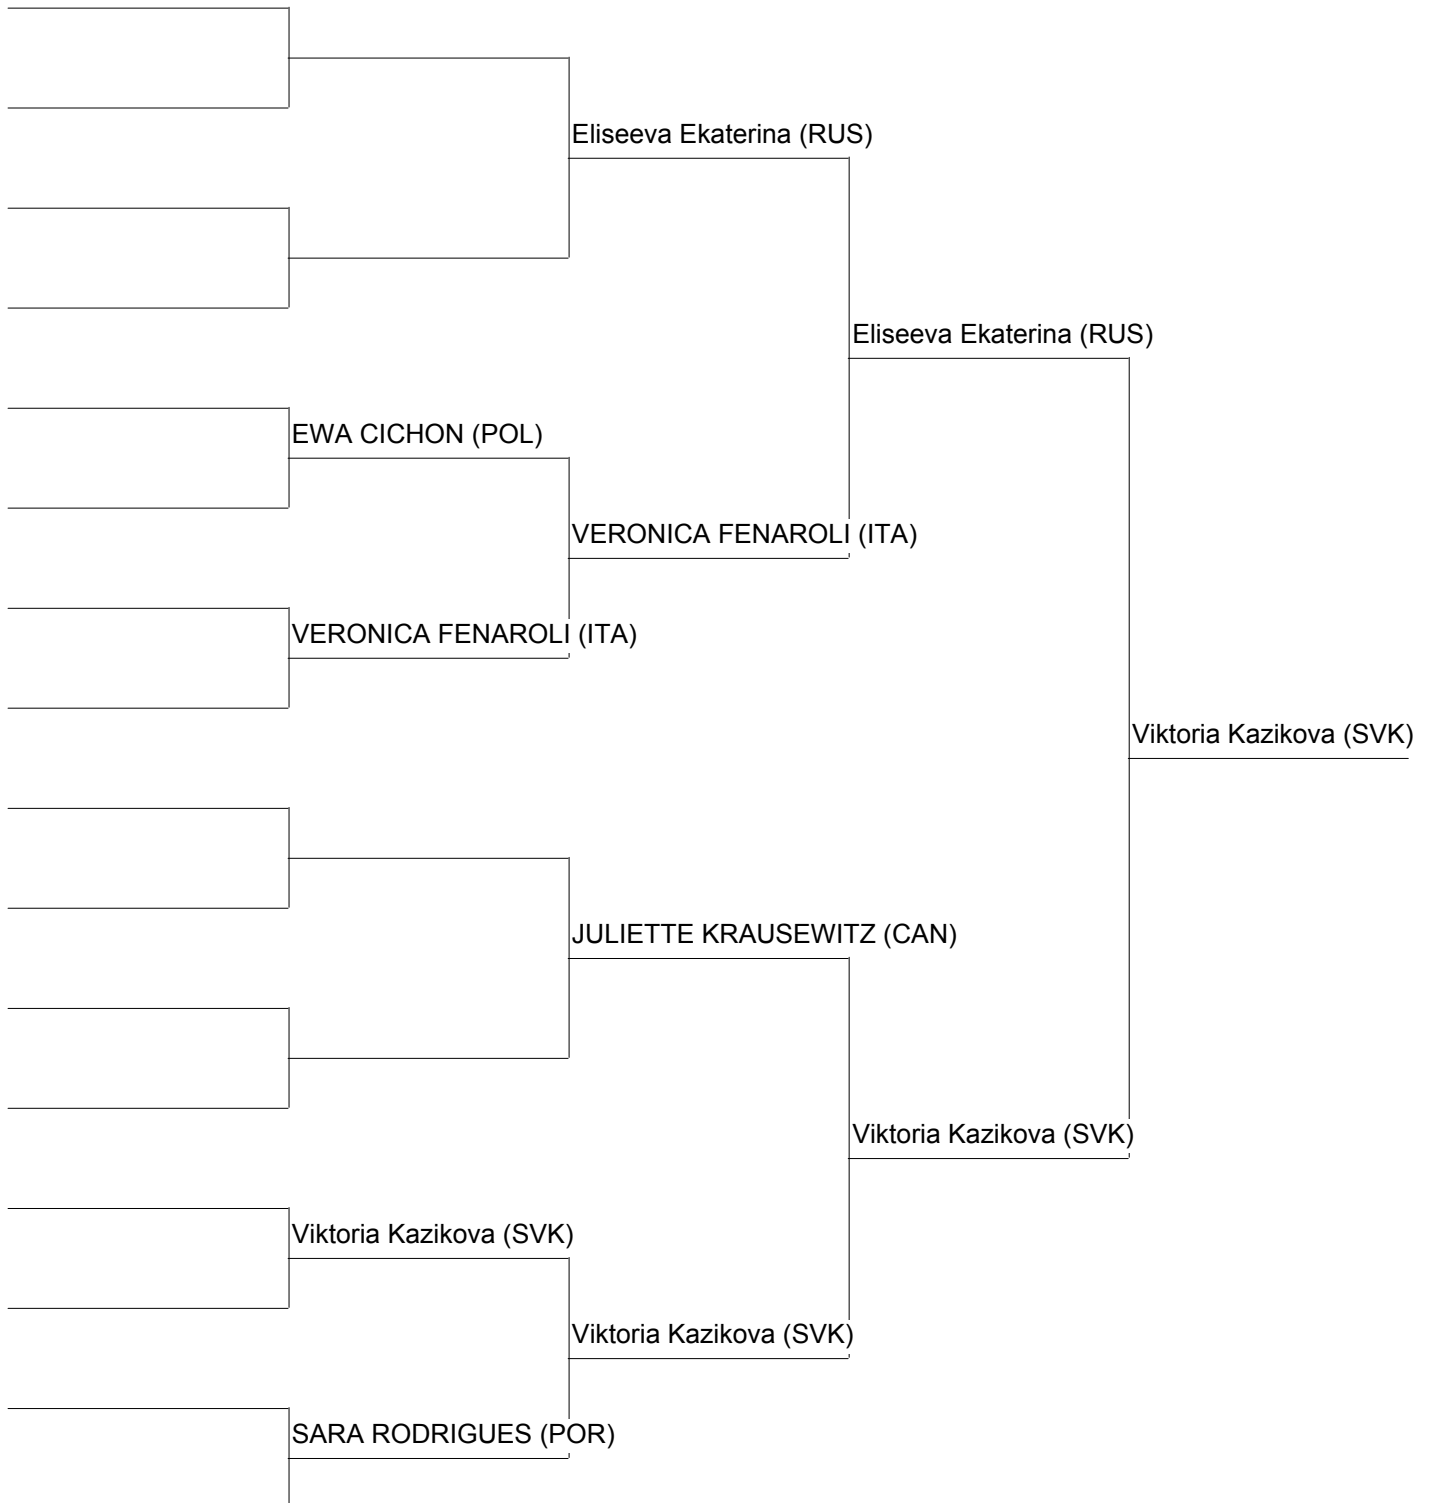 Eliseeva Ekaterina (RUS)
Eliseeva Ekaterina (RUS)
EWA CICHON (POL)
VERONICA FENAROLI (ITA)
VERONICA FENAROLI (ITA)
Viktoria Kazikova (SVK)
JULIETTE KRAUSEWITZ (CAN)
Viktoria Kazikova (SVK)
Viktoria Kazikova (SVK)
Viktoria Kazikova (SVK)
SARA RODRIGUES (POR)